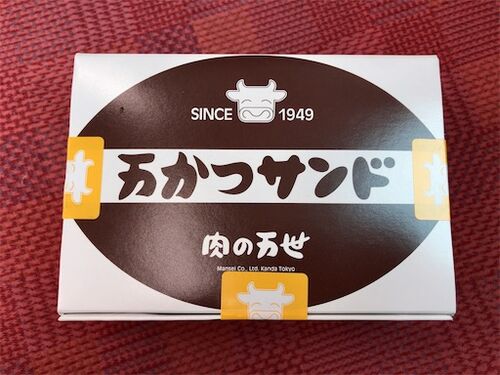 SINCE 1949
万かつサンド
肉の万世
Mansei Co., Ltd. Kanda Tokyo